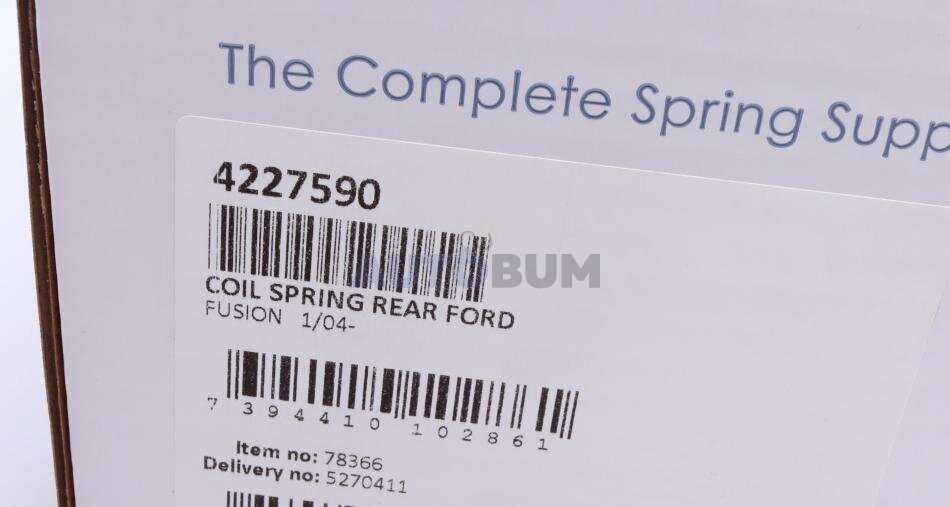 The Complete Spring Supp
4227590
AUTOBUM
COIL SPRING REAR FORD
FUSION 1/04-
7 394410 102861
Item no: 78366
Delivery no: 5270411